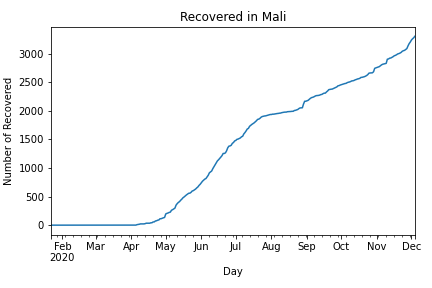 Recovered in Mali
Number of Recovered
3000
2500
2000
1500
1000
500
0
Feb Mar Apr May Jun Jul Aug Sep Oct Nov Dec
2020
Day